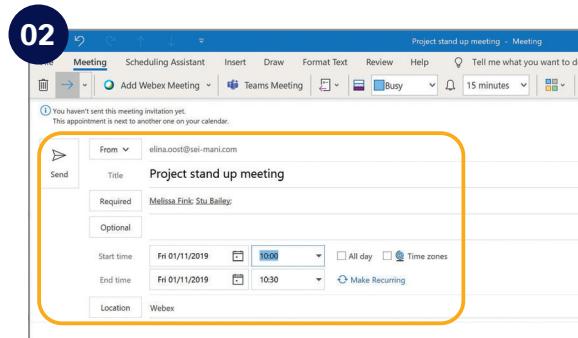 02
Project stand up meeting - Meeting
Meeting Scheduling Assistant Insert Draw Format Text Review Help Tell me what you want to d
Add Webex Meeting Teams Meeting Busy 15 minutes
You haven't sent this meeting invitation yet.
This appointment is next to another one on your calendar.
From elina.oost@sei-mani.com
Send
Title Project stand up meeting
Required Melissa Fink; Stu Bailey;
Optional
Start time Fri 01/11/2019 10:00 All day Time zones
End time Fri 01/11/2019 10:30 Make Recurring
Location Webex